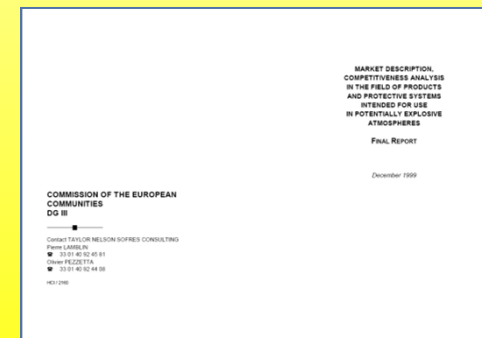 MARKET DESCRIPTION,
COMPETITIVENESS ANALYSIS
IN THE FIELD OF PRODUCTS
AND PROTECTIVE SYSTEMS
INTENDED FOR USE
IN POTENTIALLY EXPLOSIVE
ATMOSPHERES
FINAL REPORT
December 1999
COMMISSION OF THE EUROPEAN
COMMUNITIES
DG III
Contact TAYLOR NELSON SOFRES CONSULTING
Pierre LAMBLIN
☎ 33 01 40 92 45 61
Olivier PEZZETTA
☎ 33 01 40 92 44 08